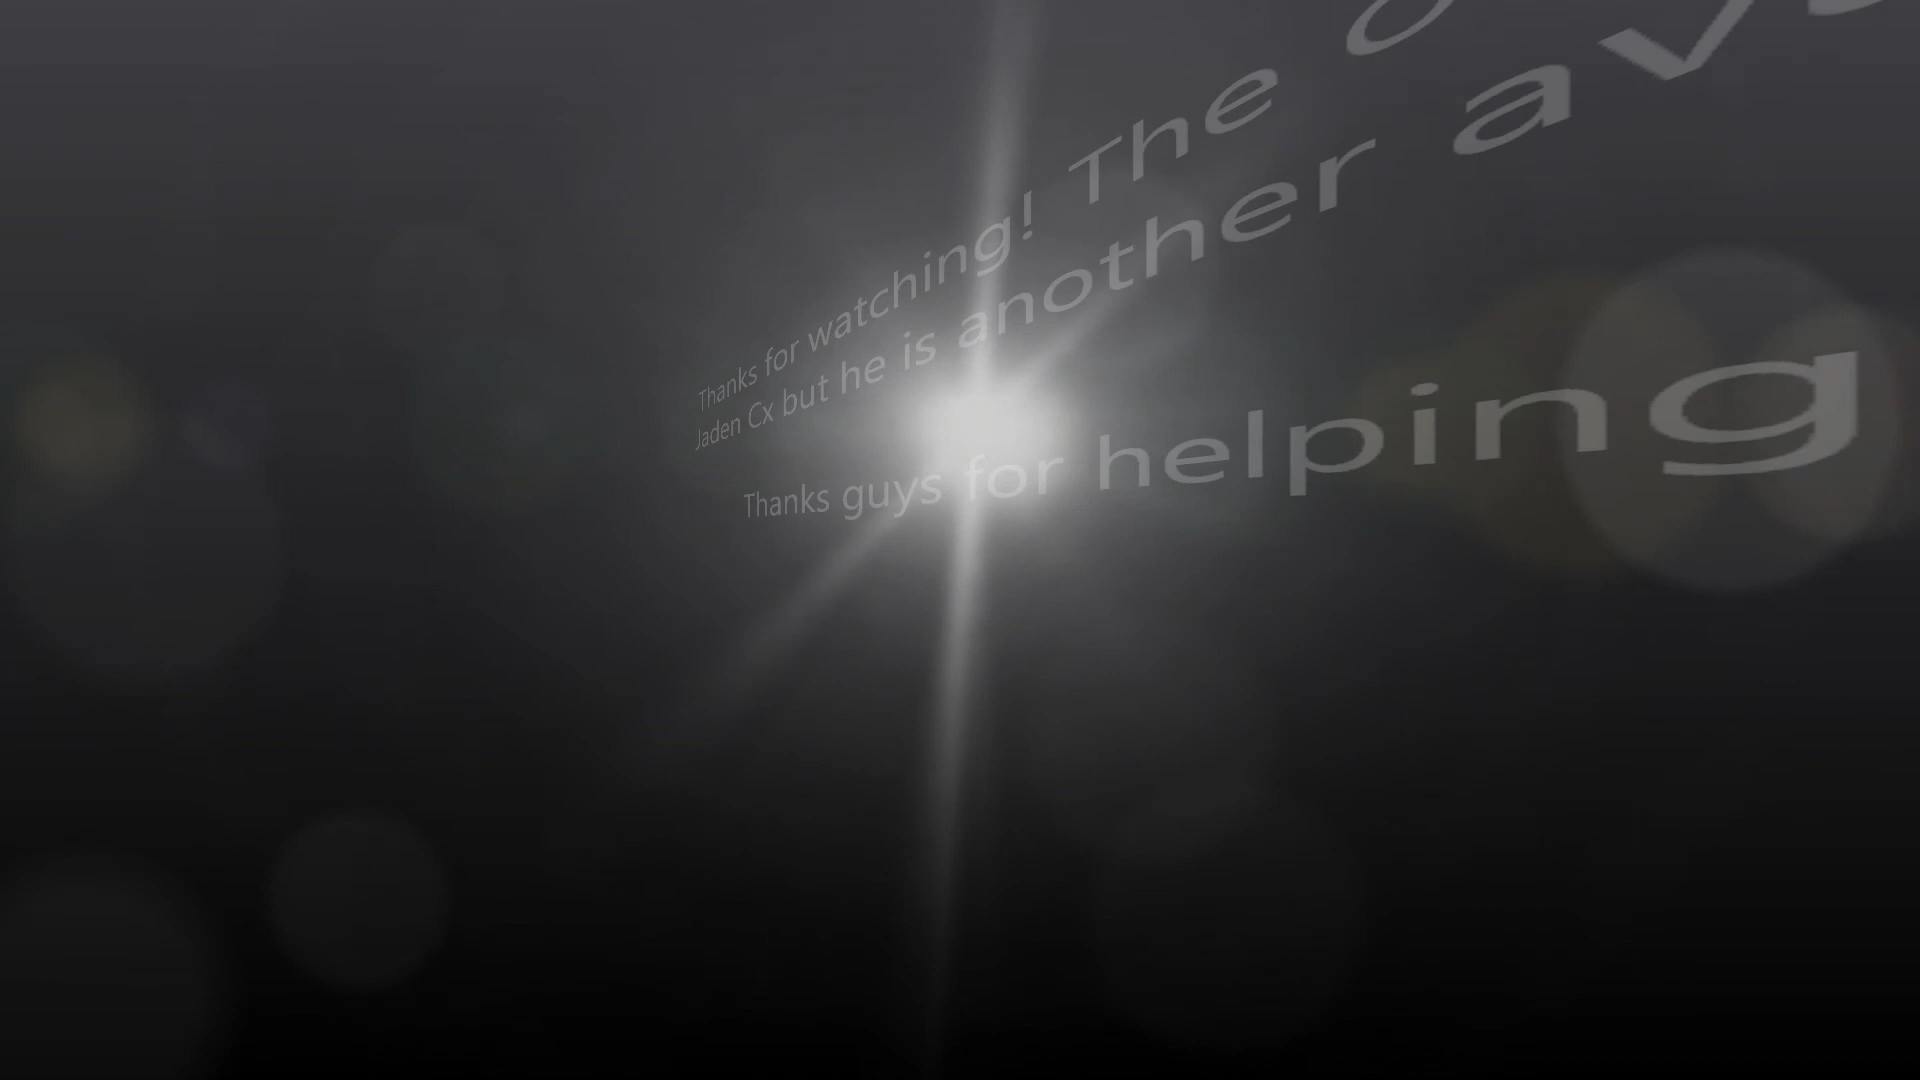 Thanks for watching! The
Jaden Cx but he is another
Thanks guys for helping